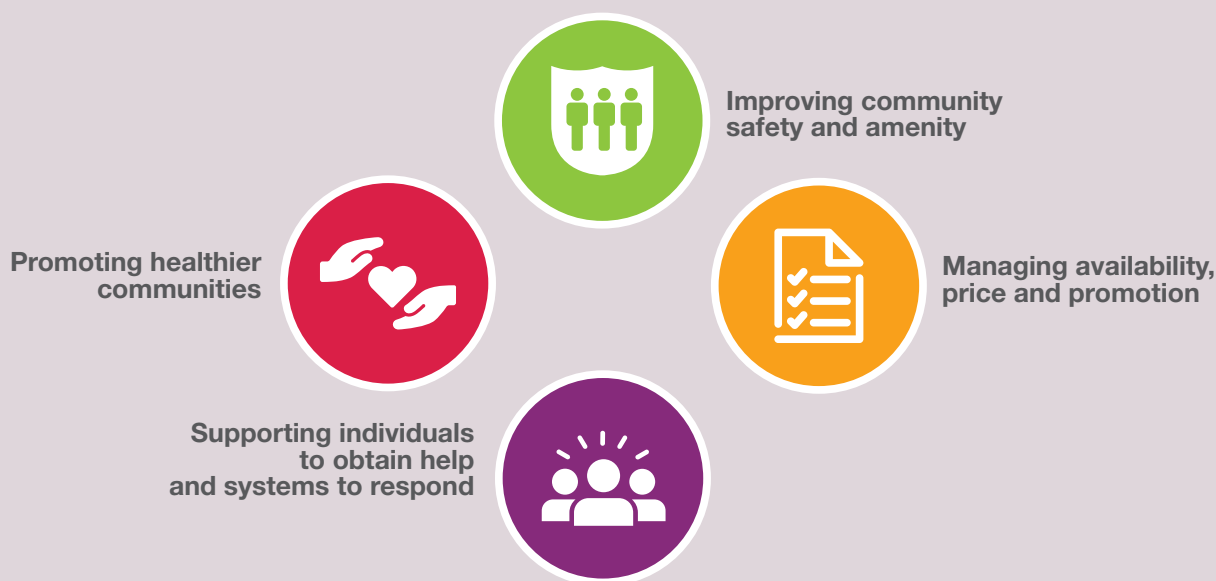 Improving community
safety and amenity
Promoting healthier
communities
Managing availability,
price and promotion
Supporting individuals
to obtain help
and systems to respond